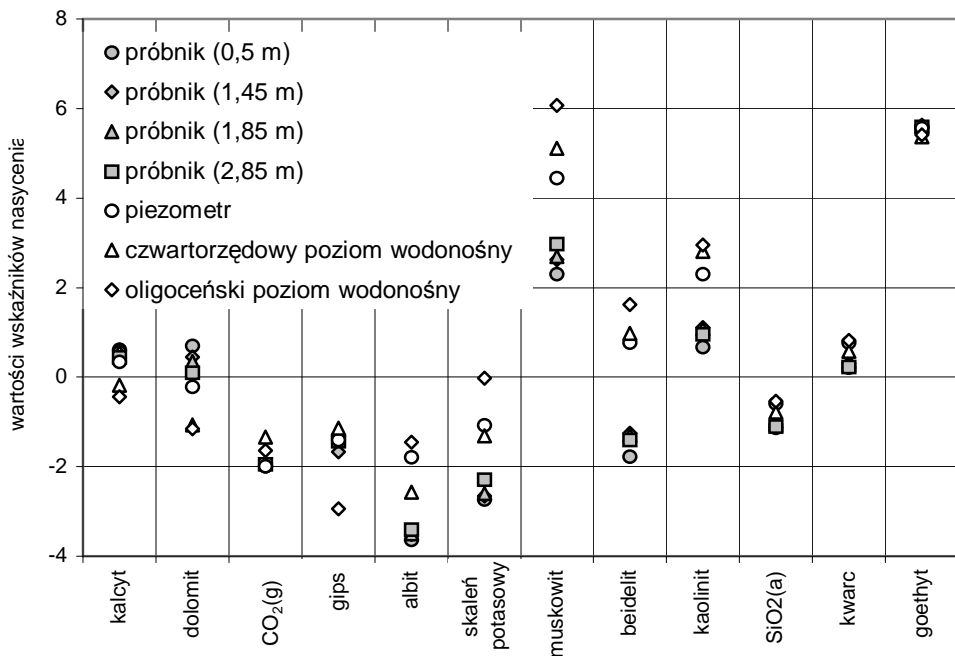 8
6
4
2
0
-2
-4
wartości wskaźników nasycenie
próbnik (0,5 m)
próbnik (1,45 m)
próbnik (1,85 m)
próbnik (2,85 m)
piezometr
czwartorzędowy poziom wodonośny
oligoceński poziom wodonośny
kalcyt
dolomit
CO₂(g)
gips
albit
skaleń
potasowy
muskowit
beidelit
kaolinit
SiO2(a)
kwarc
goethyt